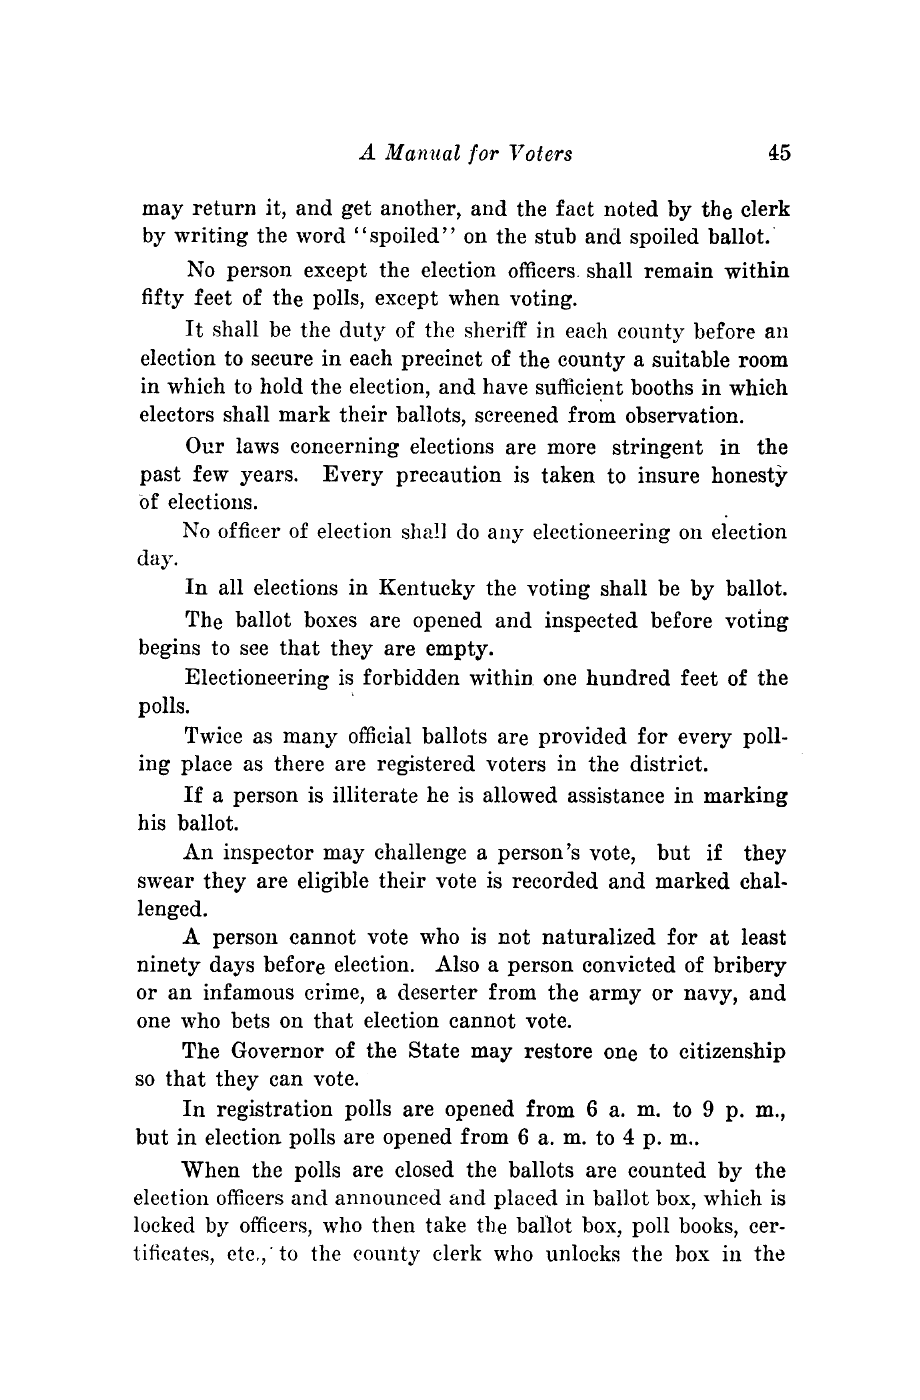 A Manual for Voters 45
may return it, and get another, and the fact noted by the clerk
by writing the word "spoiled" on the stub and spoiled ballot.
No person except the election officers shall remain within
fifty feet of the polls, except when voting.
It shall be the duty of the sheriff in each county before an
election to secure in each precinct of the county a suitable room
in which to hold the election, and have sufficient booths in which
electors shall mark their ballots, screened from observation.
Our laws concerning elections are more stringent in the
past few years. Every precaution is taken to insure honesty
of elections.
No officer of election shall do any electioneering on election
day.
In all elections in Kentucky the voting shall be by ballot.
The ballot boxes are opened and inspected before voting
begins to see that they are empty.
Electioneering is forbidden within one hundred feet of the
polls.
Twice as many official ballots are provided for every poll-
ing place as there are registered voters in the district.
If a person is illiterate he is allowed assistance in marking
his ballot.
An inspector may challenge a person's vote, but if they
swear they are eligible their vote is recorded and marked chal-
lenged.
A person cannot vote who is not naturalized for at least
ninety days before election. Also a person convicted of bribery
or an infamous crime, a deserter from the army or navy, and
one who bets on that election cannot vote.
The Governor of the State may restore one to citizenship
so that they can vote.
In registration polls are opened from 6 a. m. to 9 p. m.,
but in election polls are opened from 6 a. m. to 4 p. m..
When the polls are closed the ballots are counted by the
election officers and announced and placed in ballot box, which is
locked by officers, who then take the ballot box, poll books, cer-
tificates, etc., to the county clerk who unlocks the box in the